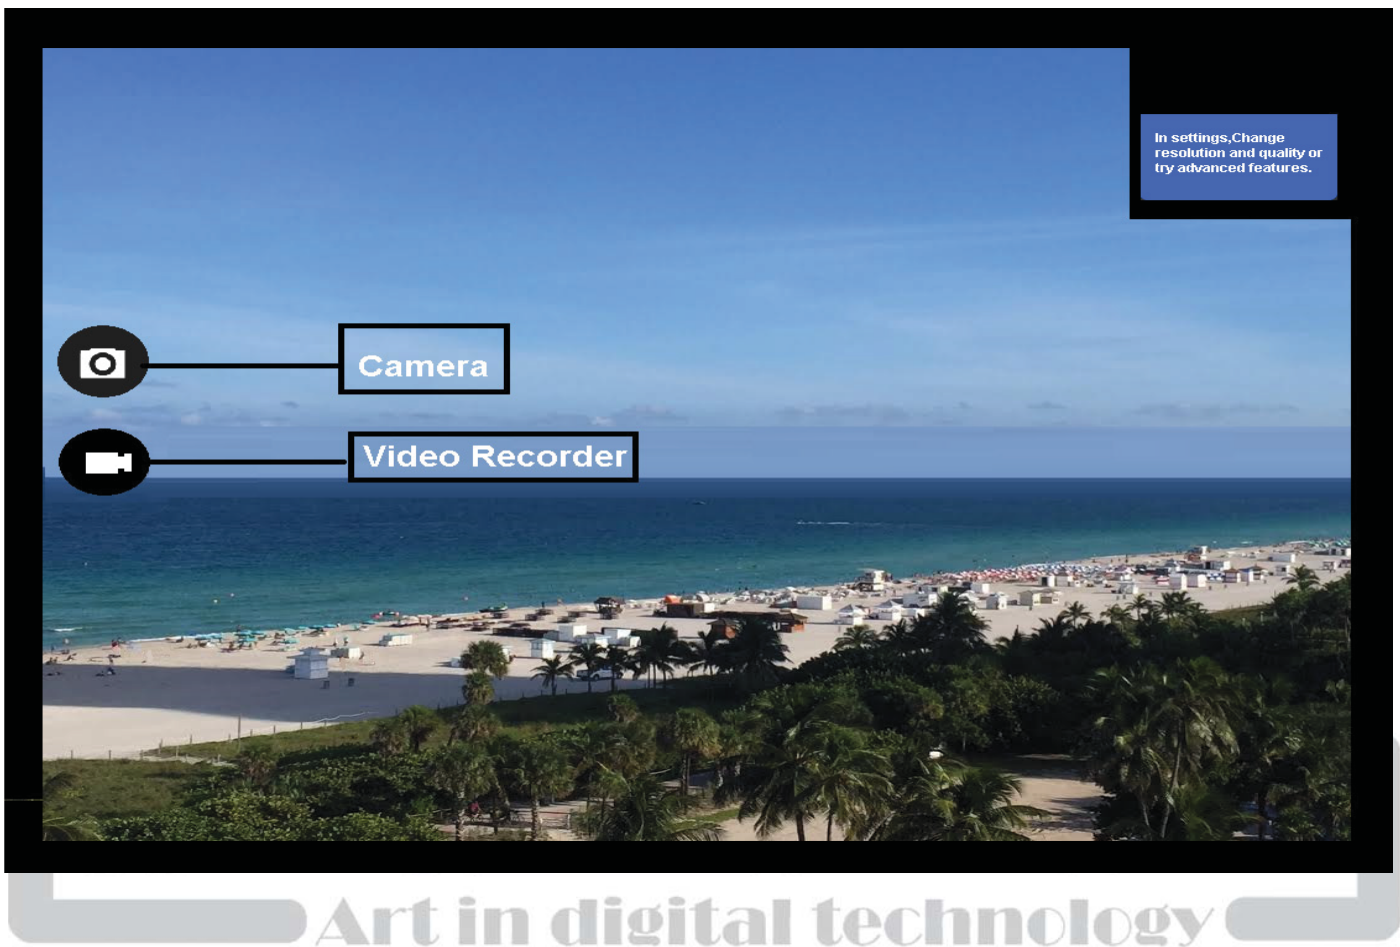 In settings,Change
resolution and quality or
try advanced features.
Camera
Video Recorder
Art in digital technology